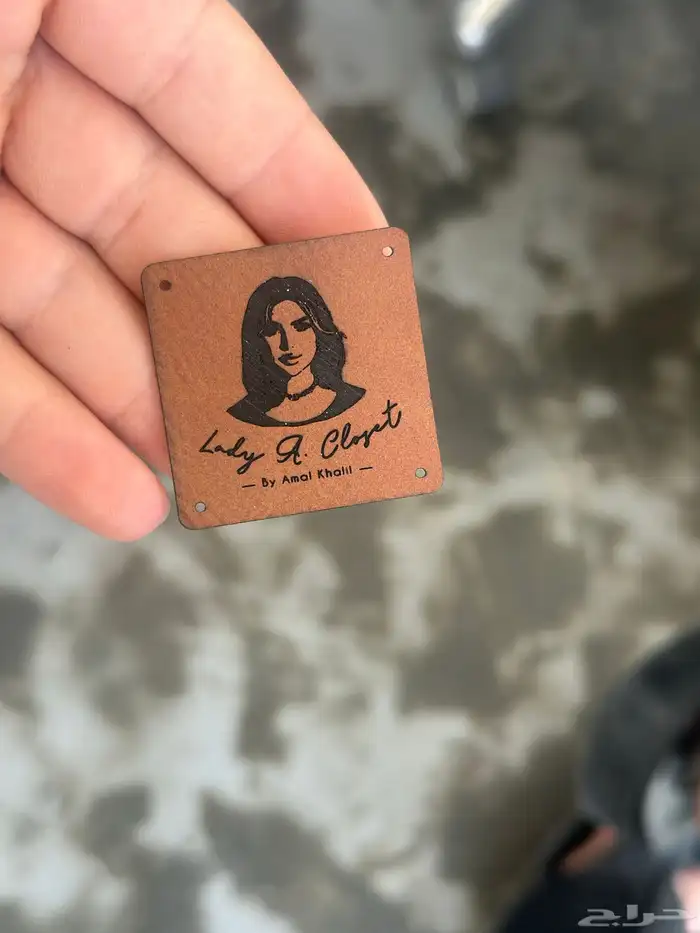 Lady A. Closet
— By Amal Khalil —
حراج